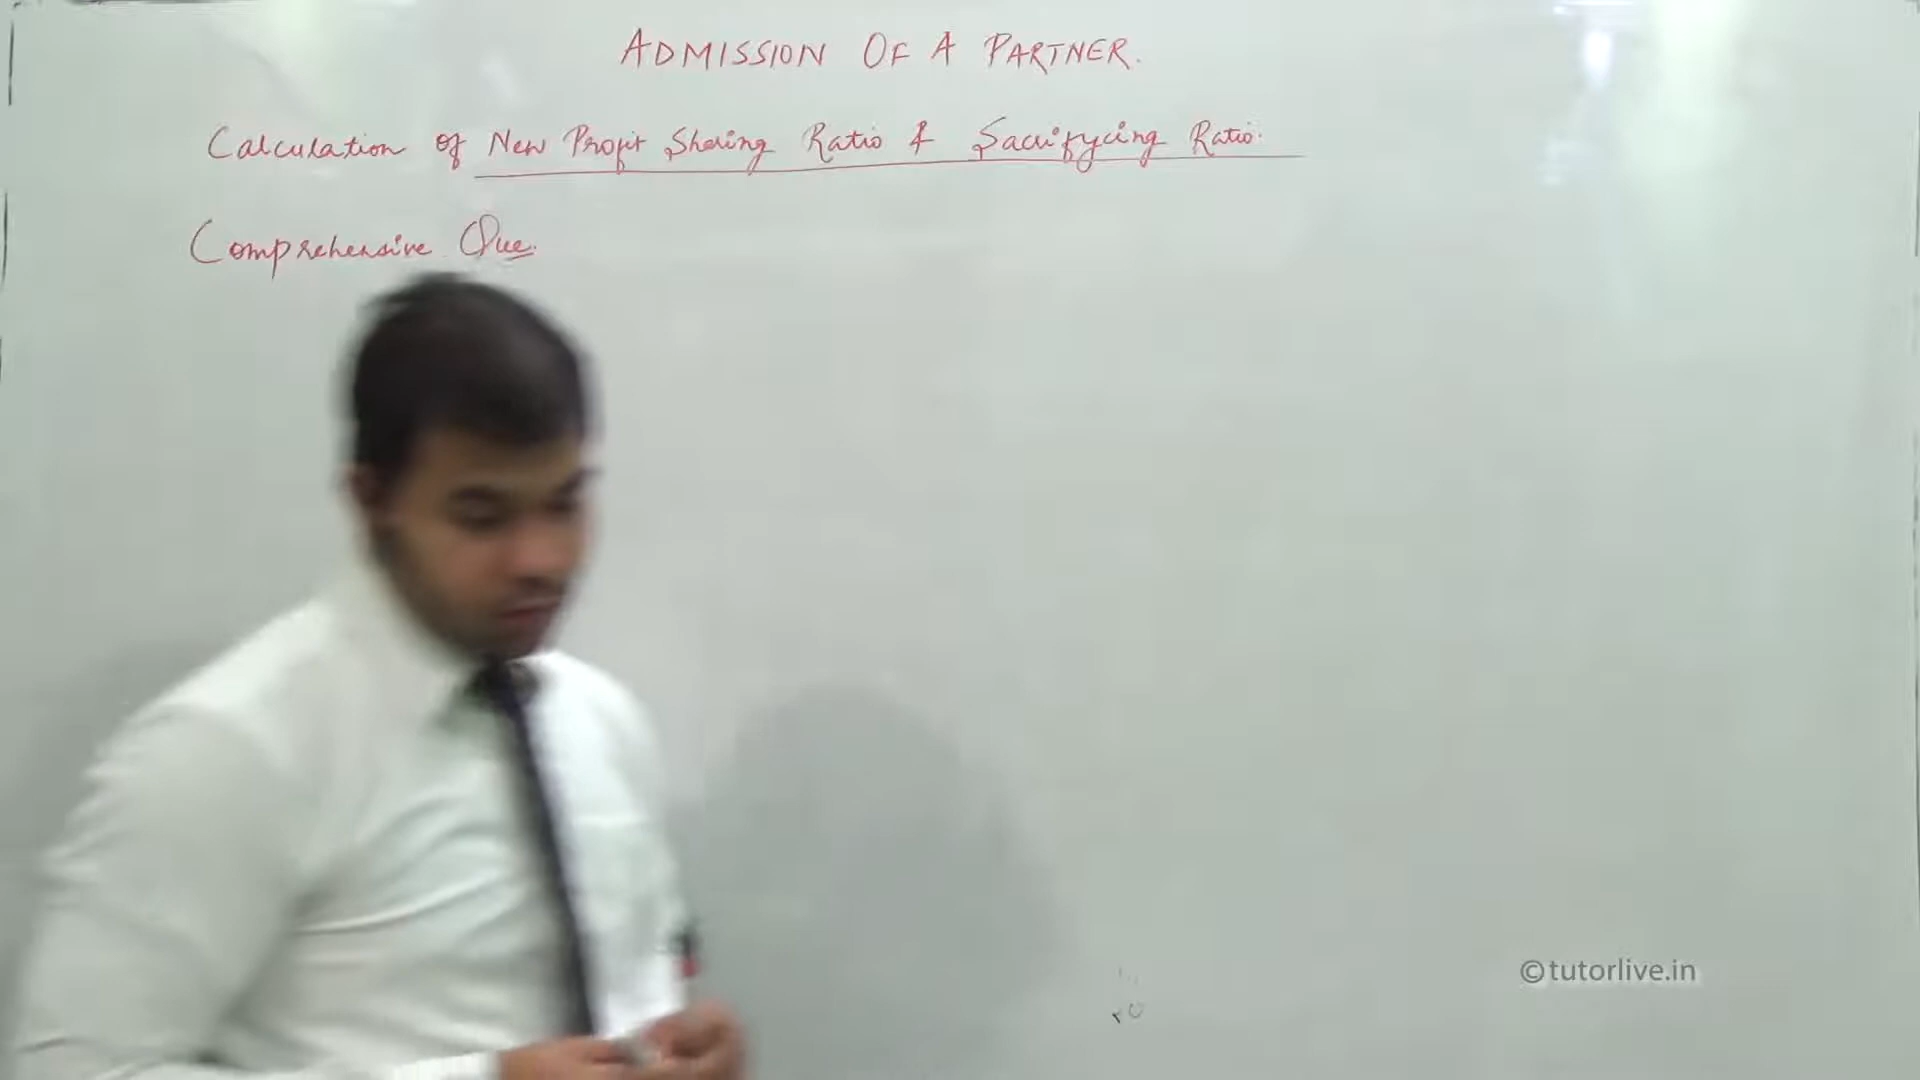 ADMISSION OF A PARTNER.
Calculation of New Profit Sharing Ratio & Sacrifycing Ratio.
Comprehensive Que.
©tutorlive.in